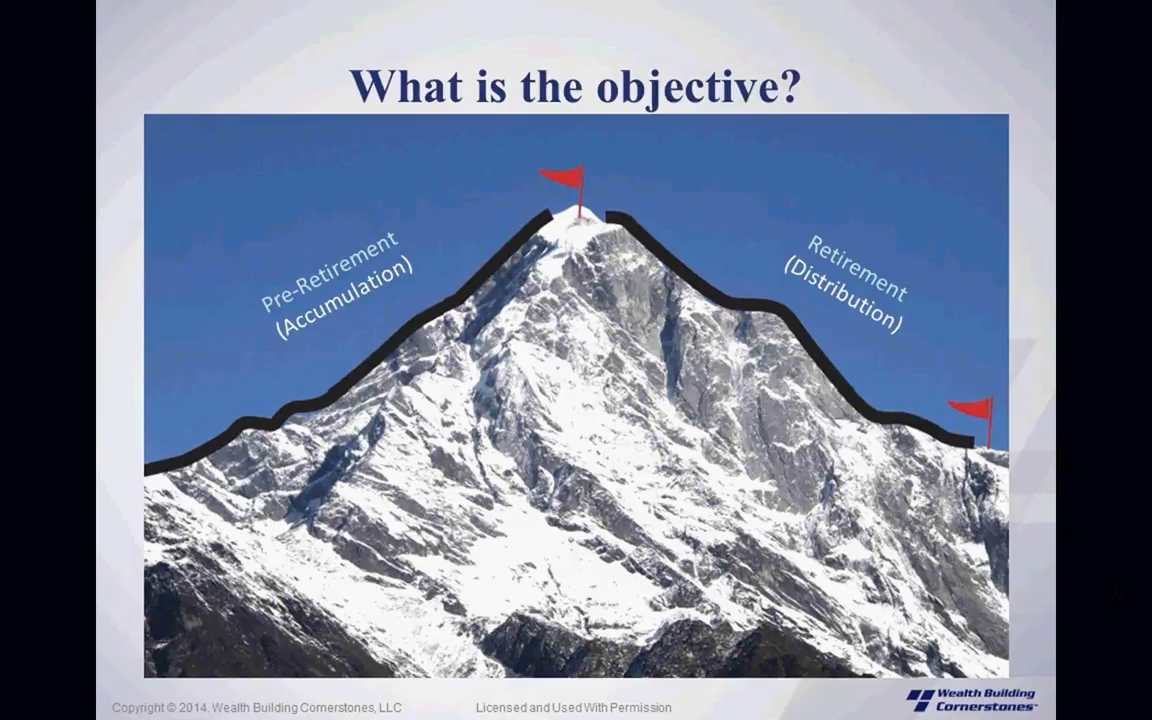 What is the objective?
Pre-Retirement
(Accumulation)
Retirement
(Distribution)
Copyright © 2014. Wealth Building Cornerstones, LLC
Licensed and Used With Permission
Wealth Building
Cornerstones™